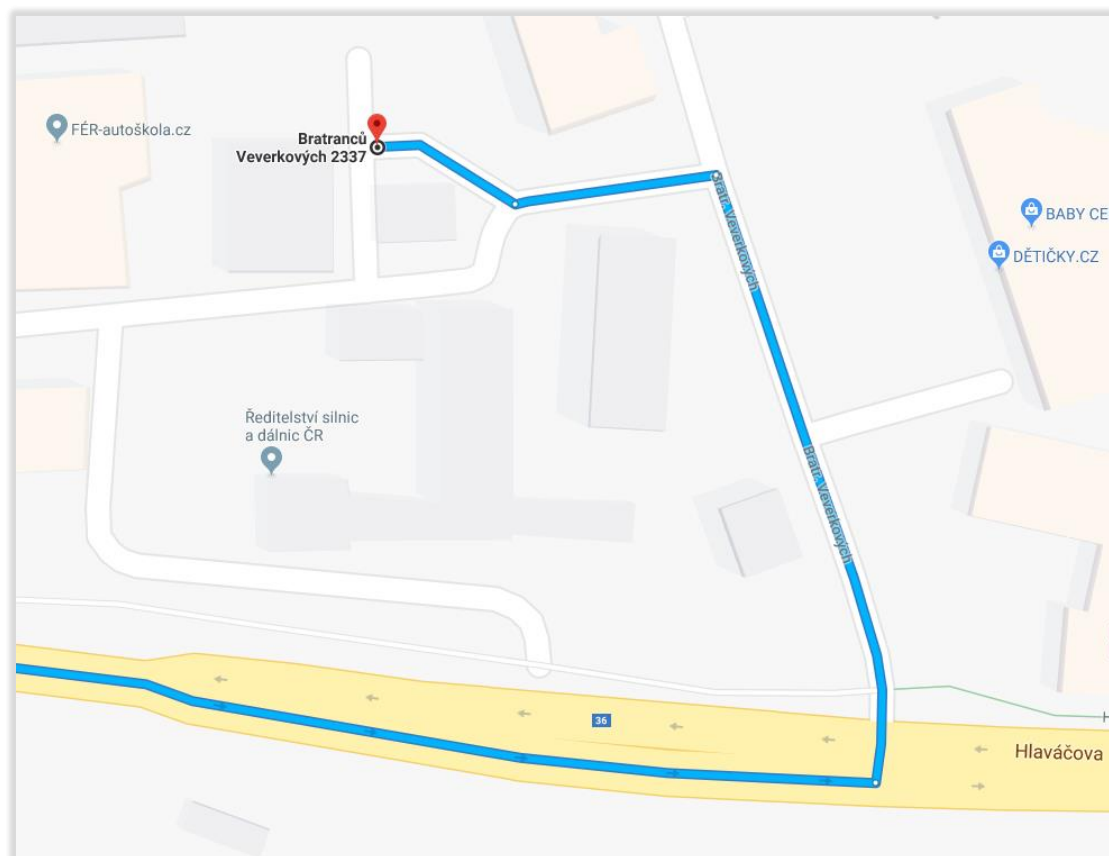 FÉR-autoškola.cz
Bratranců
Veverkových 2337
Bratr. Veverkových
BABY CE
DĚTIČKY.CZ
Ředitelství silnic
a dálnic ČR
Bratr. Veverkových
36
Hlaváčova
H